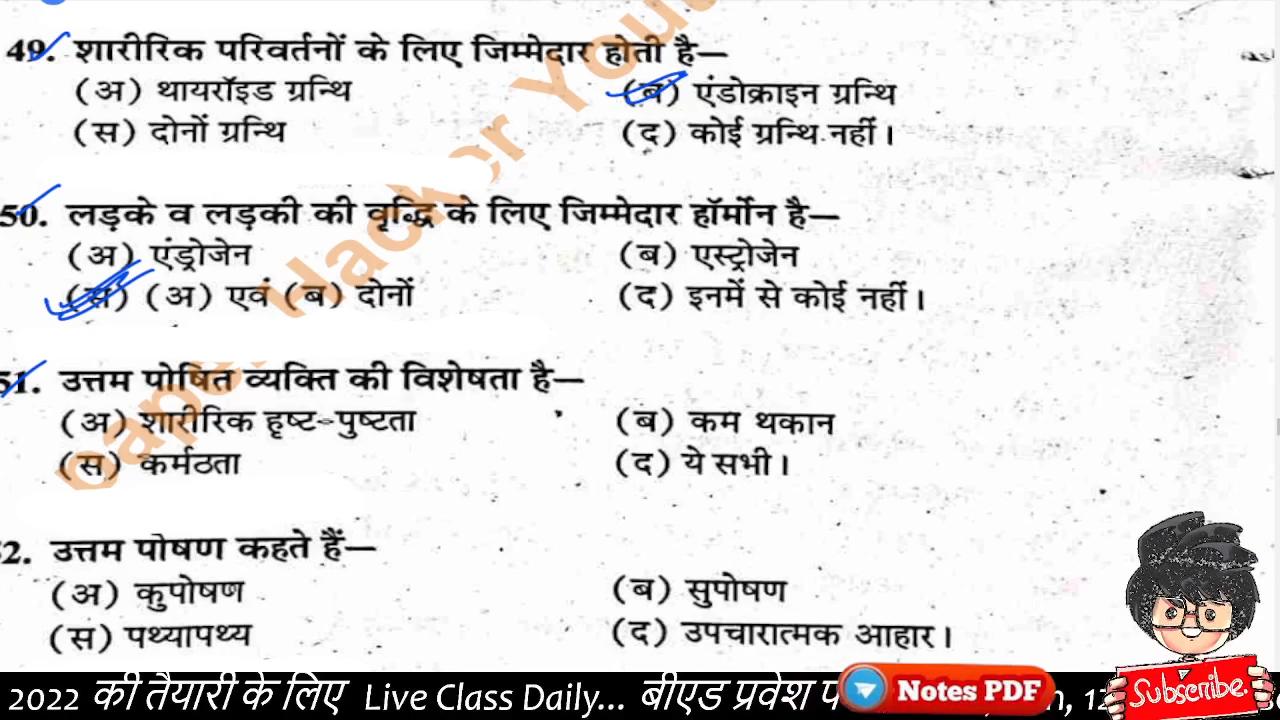 49. शारीरिक परिवर्तनों के लिए जिम्मेदार होती है—
(अ) थायरॉइड ग्रन्थि (ब) एंडोक्राइन ग्रन्थि
(स) दोनों ग्रन्थि (द) कोई ग्रन्थि नहीं।
50. लड़के व लड़की की वृद्धि के लिए जिम्मेदार हॉर्मोन है—
(अ) एंड्रोजेन (ब) एस्ट्रोजेन
(स) (अ) एवं (ब) दोनों (द) इनमें से कोई नहीं।
51. उत्तम पोषित व्यक्ति की विशेषता है—
(अ) शारीरिक हृष्ट-पुष्टता (ब) कम थकान
(स) कर्मठता (द) ये सभी।
2. उत्तम पोषण कहते हैं—
(अ) कुपोषण (ब) सुपोषण
(स) पथ्यापथ्य (द) उपचारात्मक आहार।
Hacker
2022 की तैयारी के लिए Live Class Daily... बीएड प्रवेश
Notes PDF
Subscribe.